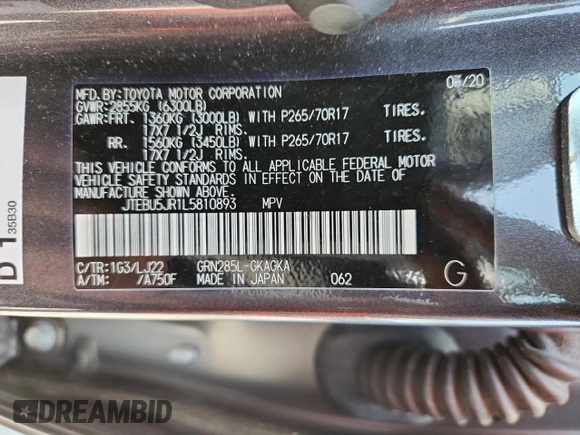 03/20
MFD. BY: TOYOTA MOTOR CORPORATION
GVWR: 2855KG (6300LB)
GAWR: FRT. 1360KG (3000LB) WITH P265/70R17 TIRES.
17X7 1/2J RIMS.
RR. 1560KG (3450LB) WITH P265/70R17 TIRES.
17X7 1/2J RIMS.
THIS VEHICLE CONFORMS TO ALL APPLICABLE FEDERAL MOTOR
VEHICLE SAFETY STANDARDS IN EFFECT ON THE DATE OF
MANUFACTURE SHOWN ABOVE.
JTEBU5JR1L5810893 MPV
C/TR: 1G3/LJ22 GRN285L-GKAGKA
A/TM: /A750F MADE IN JAPAN 062 G
D 1 35B30
DREAMBID